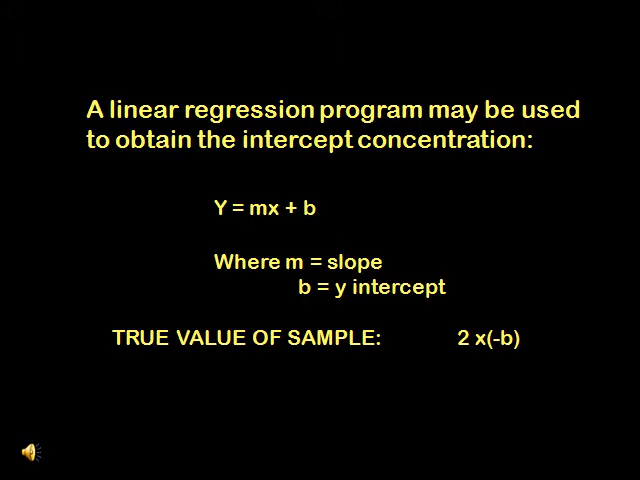 A linear regression program may be used
to obtain the intercept concentration:
Y = mx + b
Where m = slope
b = y intercept
TRUE VALUE OF SAMPLE: 2 x(-b)